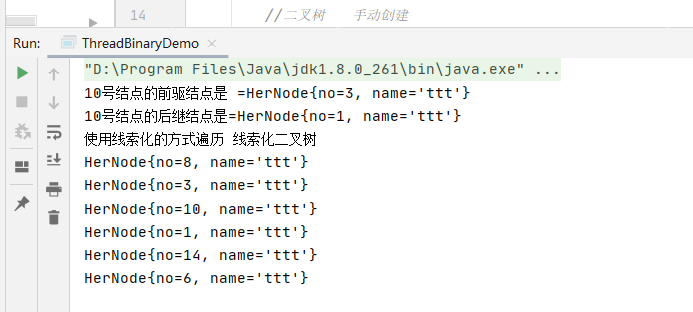 14 //二叉树 手动创建
Run: ThreadBinaryDemo ×
"D:\Program Files\Java\jdk1.8.0_261\bin\java.exe" ...
10号结点的前驱结点是 =HerNode{no=3, name='ttt'}
10号结点的后继结点是=HerNode{no=1, name='ttt'}
使用线索化的方式遍历 线索化二叉树
HerNode{no=8, name='ttt'}
HerNode{no=3, name='ttt'}
HerNode{no=10, name='ttt'}
HerNode{no=1, name='ttt'}
HerNode{no=14, name='ttt'}
HerNode{no=6, name='ttt'}